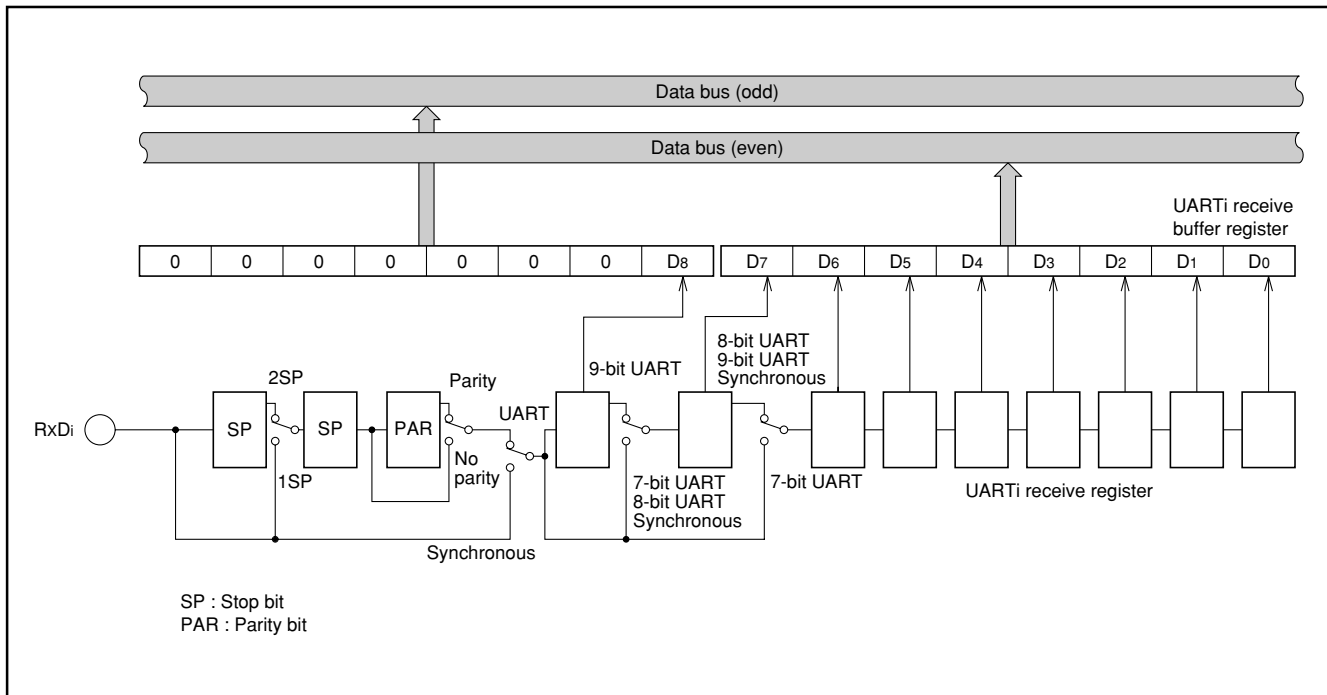 Data bus (odd)
Data bus (even)
UARTi receive
buffer register
0 0 0 0 0 0 0 D8 D7 D6 D5 D4 D3 D2 D1 D0
8-bit UART
9-bit UART
Synchronous
9-bit UART
2SP
Parity
UART
RxDi
SP
SP
PAR
1SP
No
parity
7-bit UART
8-bit UART
Synchronous
7-bit UART
UARTi receive register
Synchronous
SP : Stop bit
PAR : Parity bit